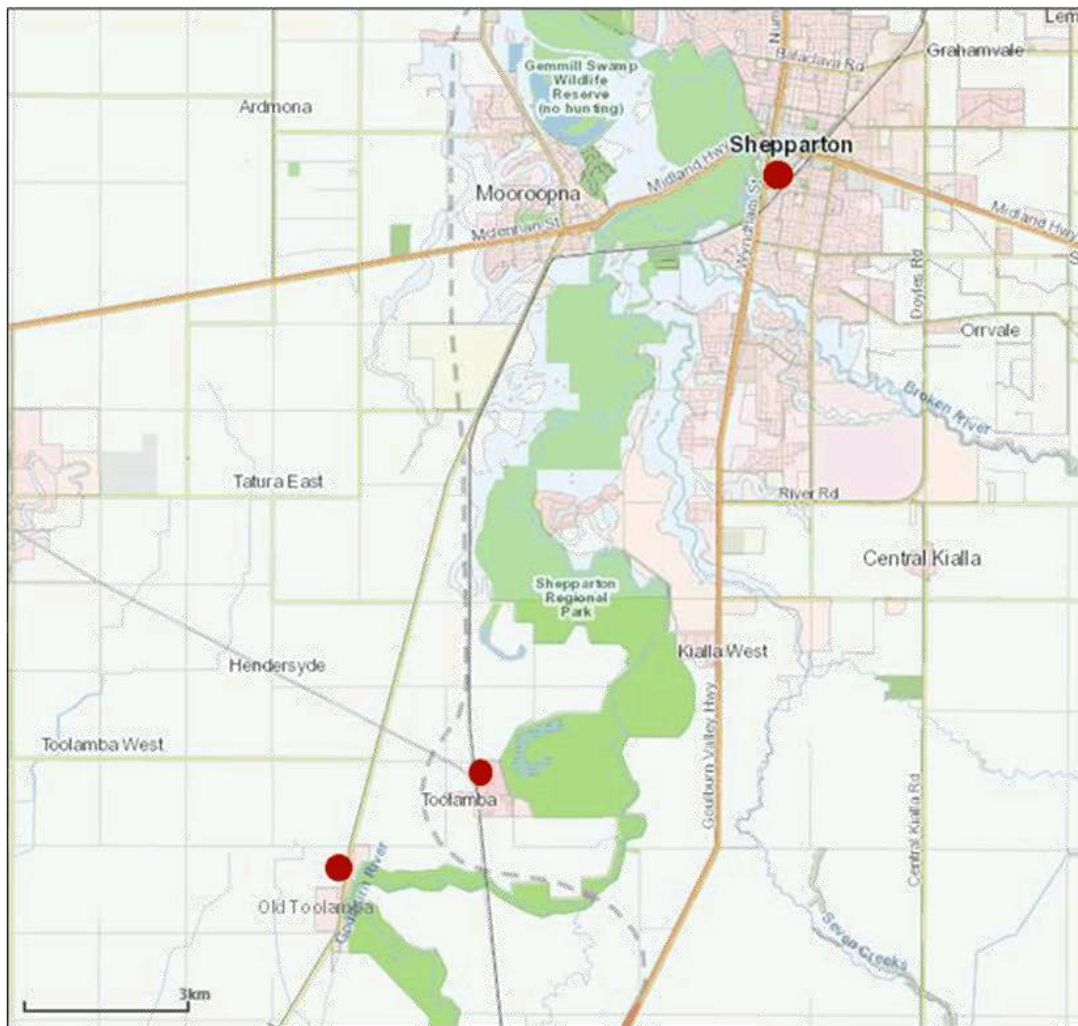 Lem
Num
Balaclava Rd
Grahamvale
Gemmill Swamp
Wildlife
Reserve
(no hunting)
Ardmona
Shepparton
Midland Hwy
Mooroopna
Mclennan St
Wyndham St
Midland Hwy
S
Doyles Rd
Orrvale
Broken River
Tatura East
River Rd
Central Kialla
Shepparton
Regional
Park
Hendersyde
Kialla West
Toolamba West
Goulburn Valley Hwy
Toolamba
Central Kialla Rd
Old Toolamba
Goulburn River
Seven Creeks
3km